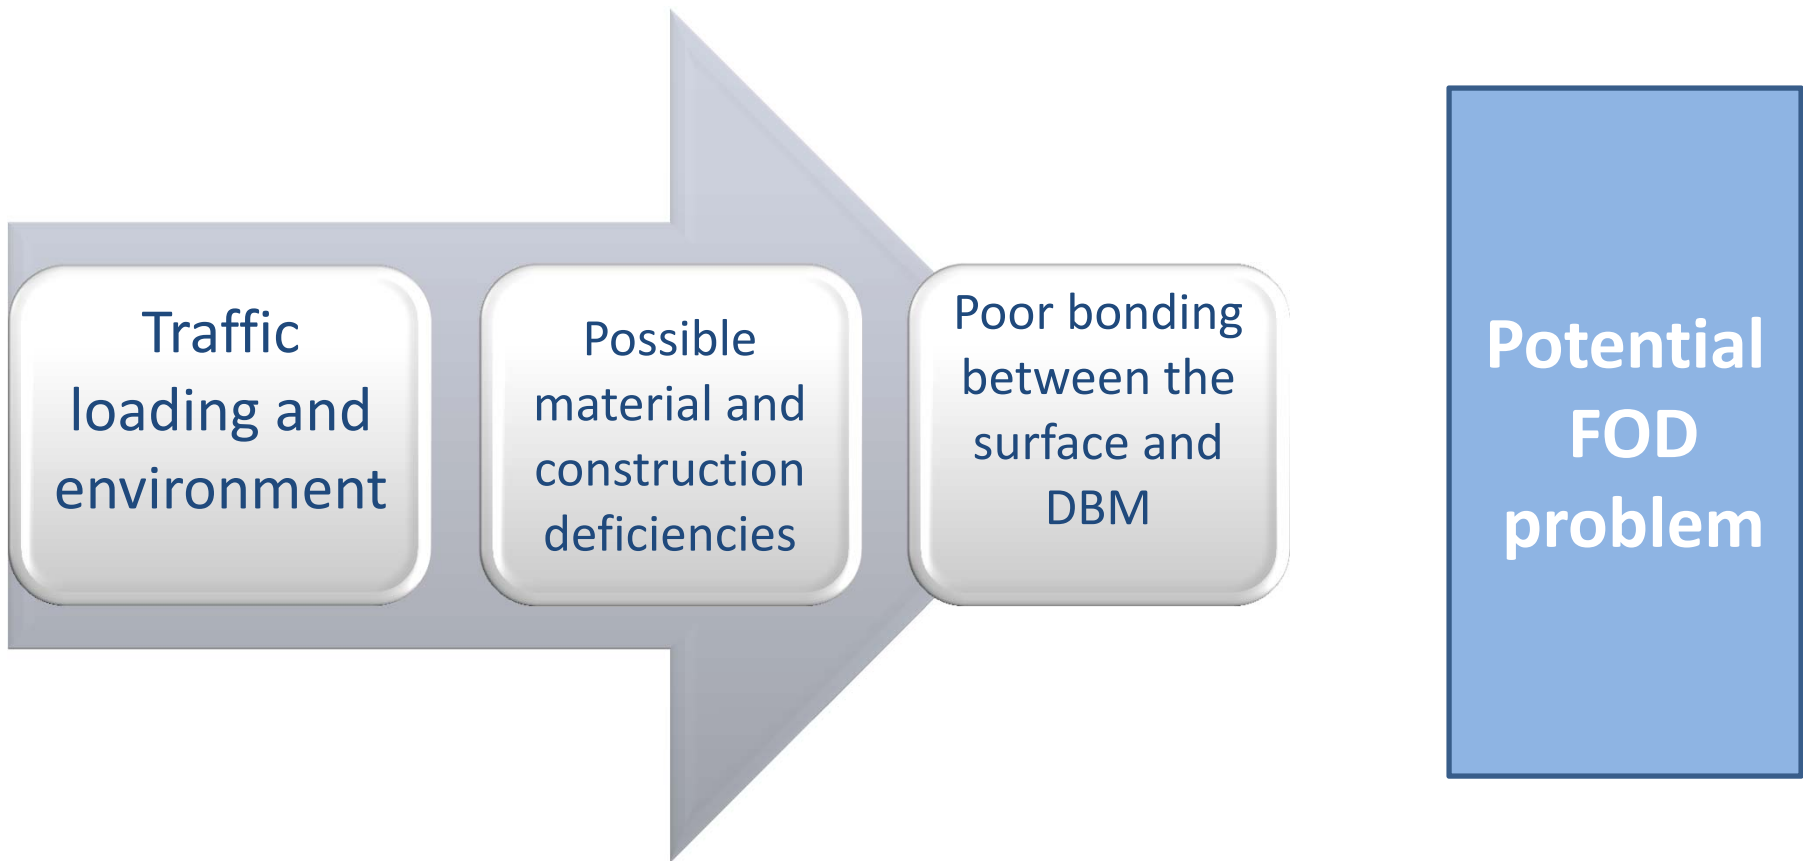 Traffic
loading and
environment
Possible
material and
construction
deficiencies
Poor bonding
between the
surface and
DBM
Potential
FOD
problem